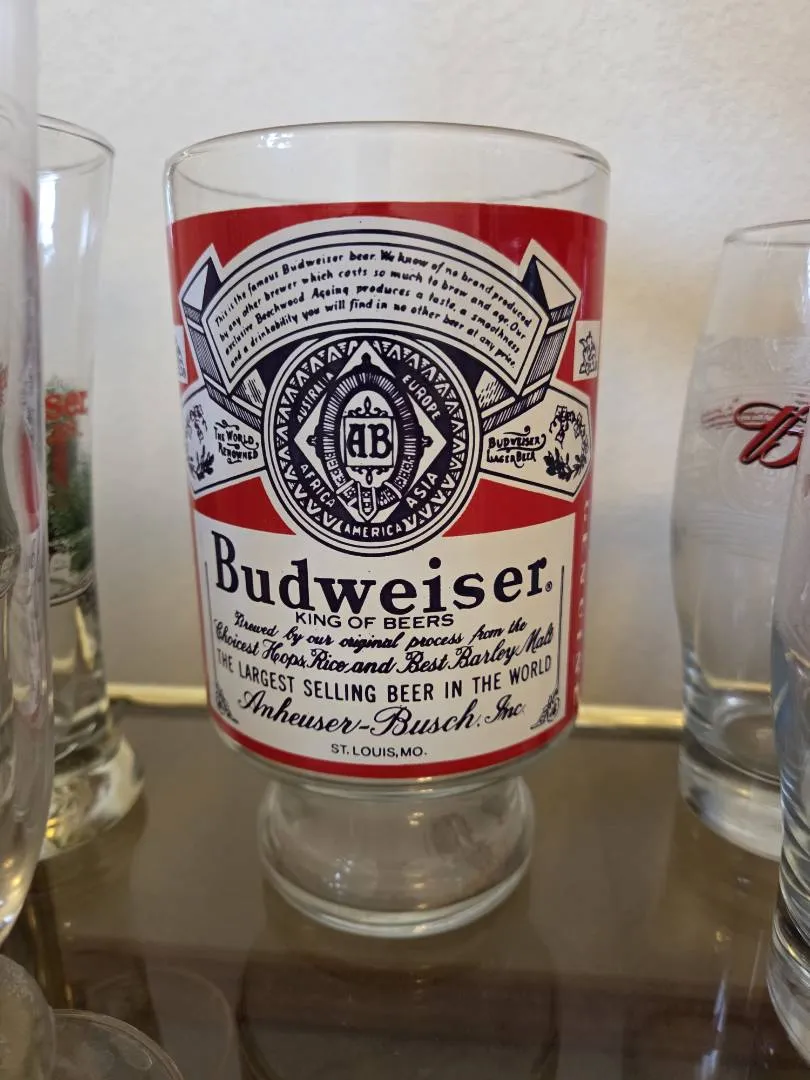 This is the famous Budweiser beer. We know of no brand produced
by any other brewer which costs so much to brew and age. Our
exclusive Beechwood Ageing produces a taste, a smoothness
and a drinkability you will find in no other beer at any price.
AUSTRALIA
EUROPE
AB
THE WORLD
RENOWNED
BUDWEISER
LAGER BEER
AFRICA
ASIA
AMERICA
Budweiser®
KING OF BEERS
Brewed by our original process from the
Choicest Hops, Rice and Best Barley Malt
THE LARGEST SELLING BEER IN THE WORLD
Anheuser-Busch, Inc.
ST. LOUIS, MO.
ser
B